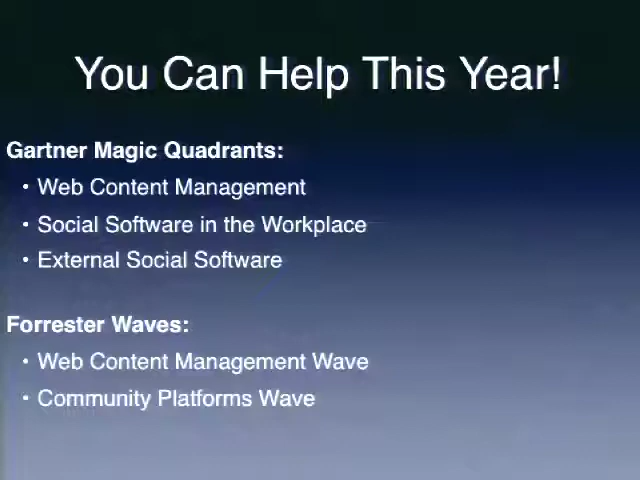 You Can Help This Year!
Gartner Magic Quadrants:
• Web Content Management
• Social Software in the Workplace
• External Social Software
Forrester Waves:
• Web Content Management Wave
• Community Platforms Wave